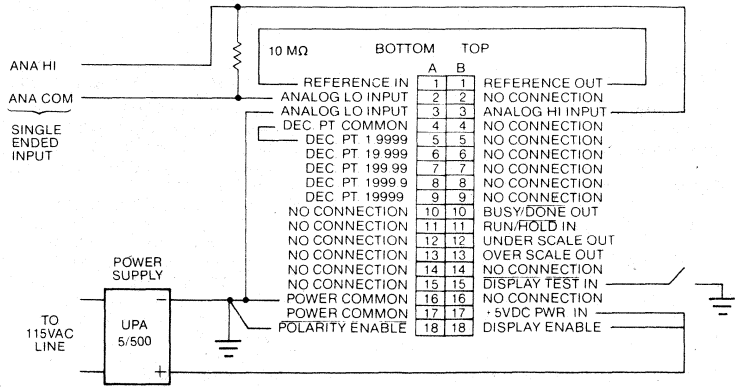 10 MΩ
BOTTOM TOP
A B
ANA HI
REFERENCE IN 1 1 REFERENCE OUT
ANA COM
ANALOG LO INPUT 2 2 NO CONNECTION
ANALOG LO INPUT 3 3 ANALOG HI INPUT
SINGLE
ENDED
INPUT
DEC. PT COMMON 4 4 NO CONNECTION
DEC. PT. 1.9999 5 5 NO CONNECTION
DEC. PT. 19.999 6 6 NO CONNECTION
DEC. PT. 199.99 7 7 NO CONNECTION
DEC. PT. 1999.9 8 8 NO CONNECTION
DEC. PT. 19999 9 9 NO CONNECTION
NO CONNECTION 10 10 BUSY/DONE OUT
NO CONNECTION 11 11 RUN/HOLD IN
NO CONNECTION 12 12 UNDER SCALE OUT
NO CONNECTION 13 13 OVER SCALE OUT
NO CONNECTION 14 14 NO CONNECTION
NO CONNECTION 15 15 DISPLAY TEST IN
POWER COMMON 16 16 NO CONNECTION
POWER COMMON 17 17 +5VDC PWR IN
POLARITY ENABLE 18 18 DISPLAY ENABLE
POWER
SUPPLY
−
TO
115VAC
LINE
UPA
5/500
+